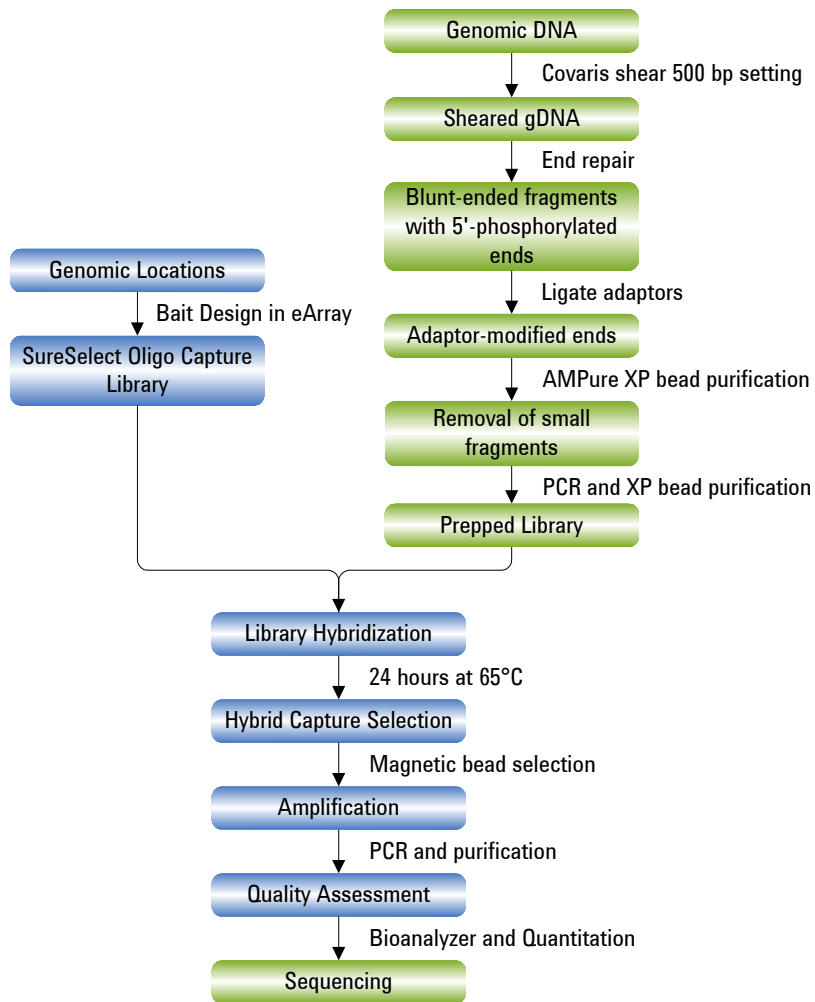 Genomic DNA
Covaris shear 500 bp setting
Sheared gDNA
End repair
Blunt-ended fragments
with 5'-phosphorylated
ends
Ligate adaptors
Adaptor-modified ends
AMPure XP bead purification
Removal of small
fragments
PCR and XP bead purification
Prepped Library
Genomic Locations
Bait Design in eArray
SureSelect Oligo Capture
Library
Library Hybridization
24 hours at 65°C
Hybrid Capture Selection
Magnetic bead selection
Amplification
PCR and purification
Quality Assessment
Bioanalyzer and Quantitation
Sequencing